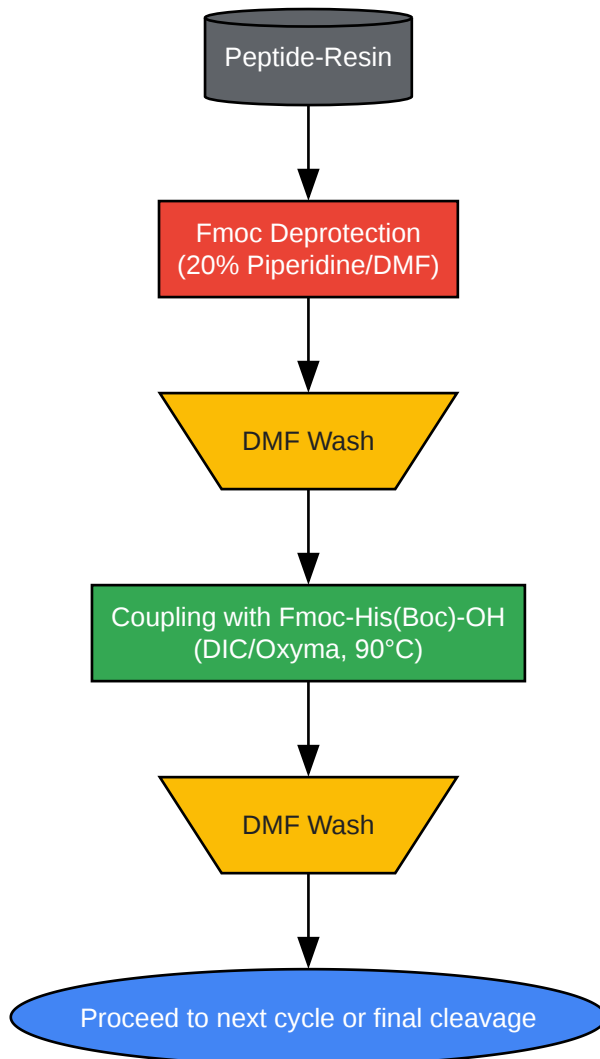 Peptide-Resin
Fmoc Deprotection
(20% Piperidine/DMF)
DMF Wash
Coupling with Fmoc-His(Boc)-OH
(DIC/Oxyma, 90°C)
DMF Wash
Proceed to next cycle or final cleavage